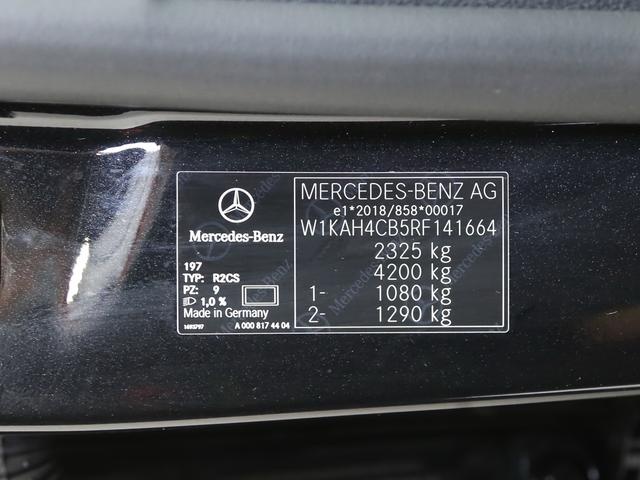 Mercedes-Benz
197
TYP: R2CS
PZ: 9
1,0 %
Made in Germany
1693797 A 000 817 44 04
MERCEDES-BENZ AG
e1*2018/858*00017
W1KAH4CB5RF141664
2325 kg
4200 kg
1- 1080 kg
2- 1290 kg